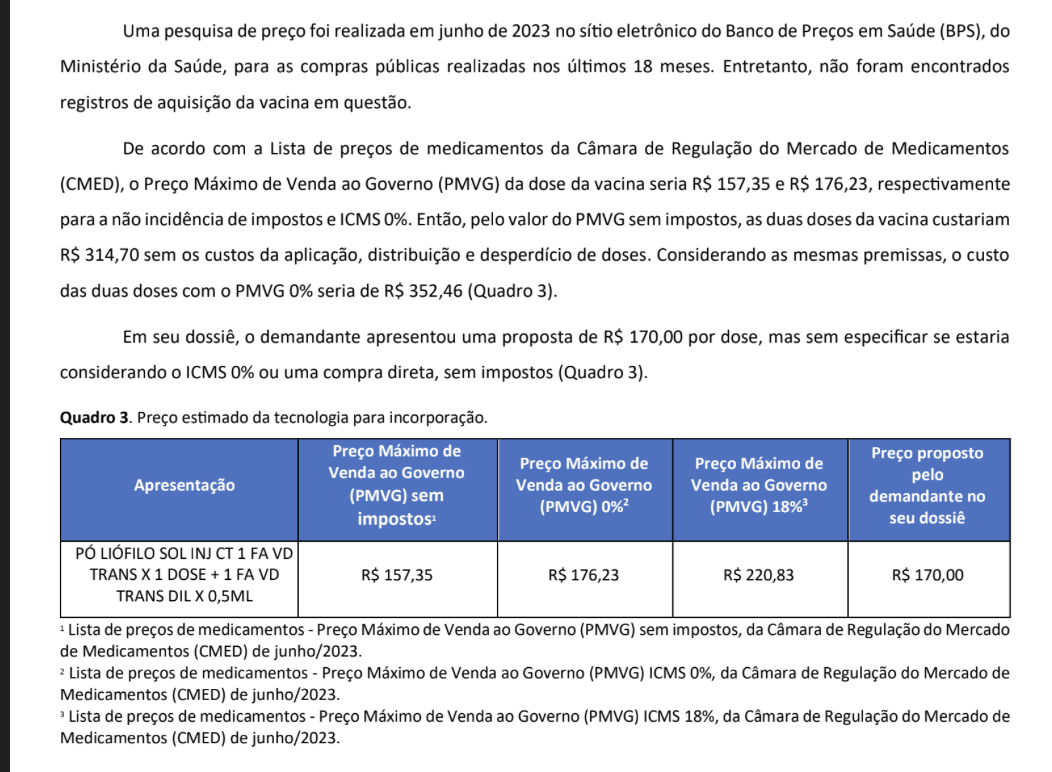 Uma pesquisa de preço foi realizada em junho de 2023 no sítio eletrônico do Banco de Preços em Saúde (BPS), do
Ministério da Saúde, para as compras públicas realizadas nos últimos 18 meses. Entretanto, não foram encontrados
registros de aquisição da vacina em questão.
De acordo com a Lista de preços de medicamentos da Câmara de Regulação do Mercado de Medicamentos
(CMED), o Preço Máximo de Venda ao Governo (PMVG) da dose da vacina seria R$ 157,35 e R$ 176,23, respectivamente
para a não incidência de impostos e ICMS 0%. Então, pelo valor do PMVG sem impostos, as duas doses da vacina custariam
R$ 314,70 sem os custos da aplicação, distribuição e desperdício de doses. Considerando as mesmas premissas, o custo
das duas doses com o PMVG 0% seria de R$ 352,46 (Quadro 3).
Em seu dossiê, o demandante apresentou uma proposta de R$ 170,00 por dose, mas sem especificar se estaria
considerando o ICMS 0% ou uma compra direta, sem impostos (Quadro 3).
Quadro 3. Preço estimado da tecnologia para incorporação.
Apresentação
Preço Máximo de
Venda ao Governo
(PMVG) sem
impostos¹
Preço Máximo de
Venda ao Governo
(PMVG) 0%²
Preço Máximo de
Venda ao Governo
(PMVG) 18%³
Preço proposto
pelo
demandante no
seu dossiê
PÓ LIÓFILO SOL INJ CT 1 FA VD
TRANS X 1 DOSE + 1 FA VD
TRANS DIL X 0,5ML
R$ 157,35
R$ 176,23
R$ 220,83
R$ 170,00
¹ Lista de preços de medicamentos - Preço Máximo de Venda ao Governo (PMVG) sem impostos, da Câmara de Regulação do Mercado
de Medicamentos (CMED) de junho/2023.
² Lista de preços de medicamentos - Preço Máximo de Venda ao Governo (PMVG) ICMS 0%, da Câmara de Regulação do Mercado de
Medicamentos (CMED) de junho/2023.
³ Lista de preços de medicamentos - Preço Máximo de Venda ao Governo (PMVG) ICMS 18%, da Câmara de Regulação do Mercado de
Medicamentos (CMED) de junho/2023.